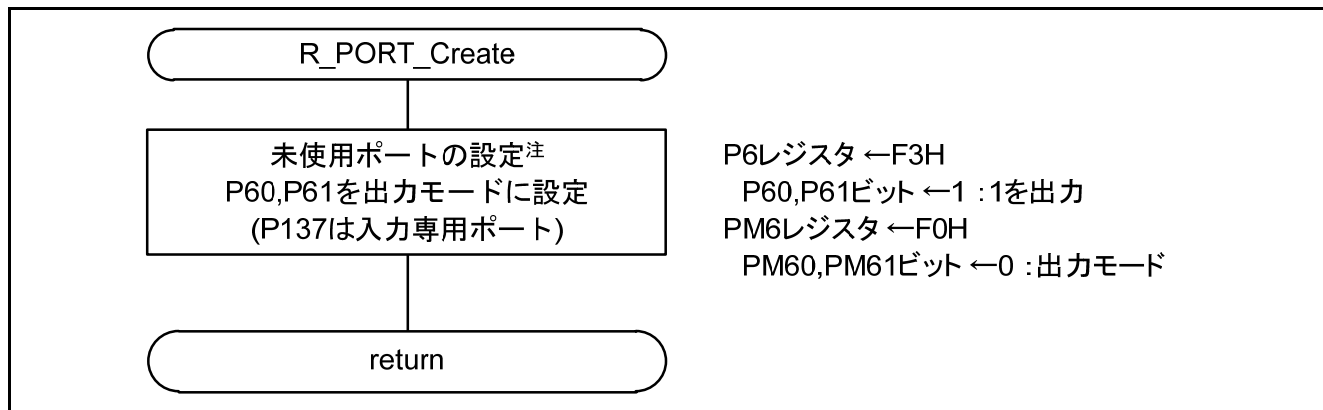 R_PORT_Create
未使用ポートの設定注
P60,P61を出力モードに設定
(P137は入力専用ポート)
P6レジスタ ←F3H
P60,P61ビット ←1 :1を出力
PM6レジスタ ←F0H
PM60,PM61ビット ←0 :出力モード
return